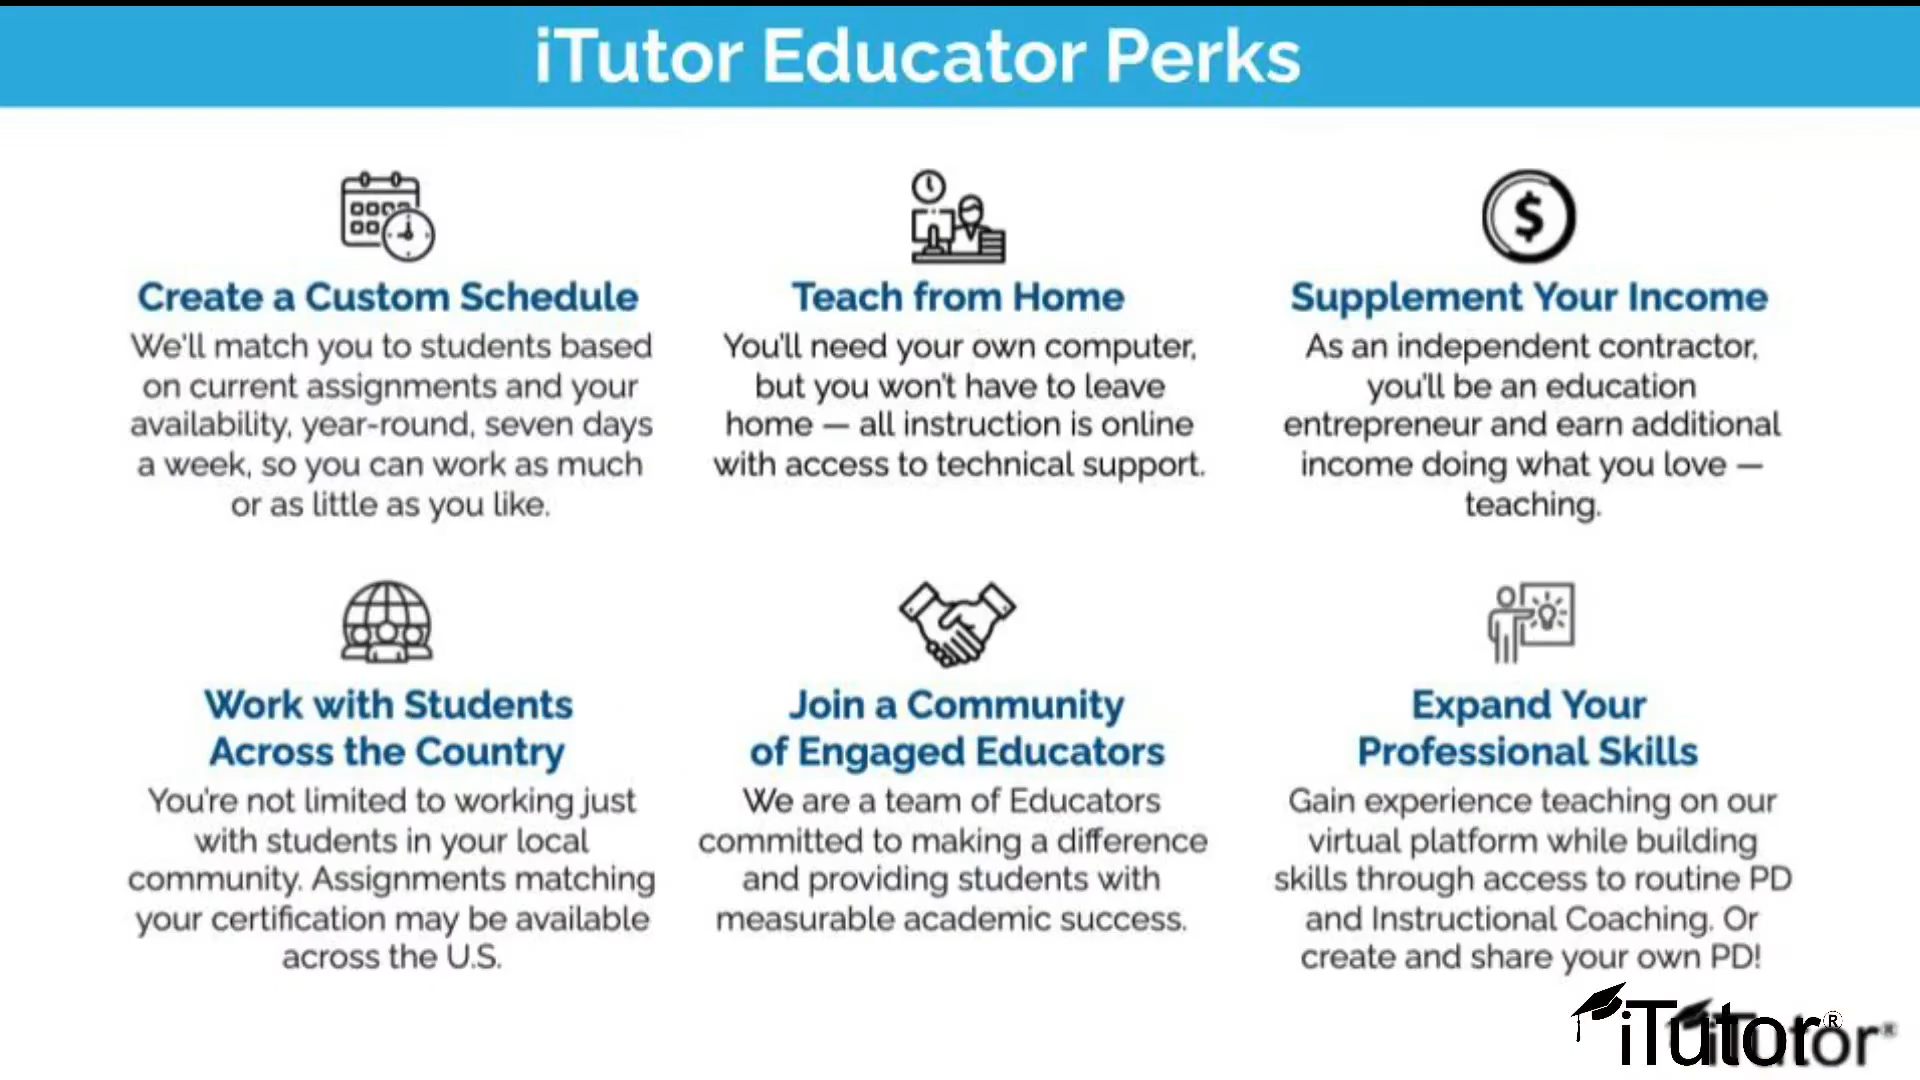 iTutor Educator Perks
Create a Custom Schedule
We'll match you to students based
on current assignments and your
availability, year-round, seven days
a week, so you can work as much
or as little as you like.
Teach from Home
You'll need your own computer,
but you won't have to leave
home — all instruction is online
with access to technical support.
Supplement Your Income
As an independent contractor,
you'll be an education
entrepreneur and earn additional
income doing what you love —
teaching.
Work with Students
Across the Country
You're not limited to working just
with students in your local
community. Assignments matching
your certification may be available
across the U.S.
Join a Community
of Engaged Educators
We are a team of Educators
committed to making a difference
and providing students with
measurable academic success.
Expand Your
Professional Skills
Gain experience teaching on our
virtual platform while building
skills through access to routine PD
and Instructional Coaching. Or
create and share your own PD!
iTutor®
iTutor®